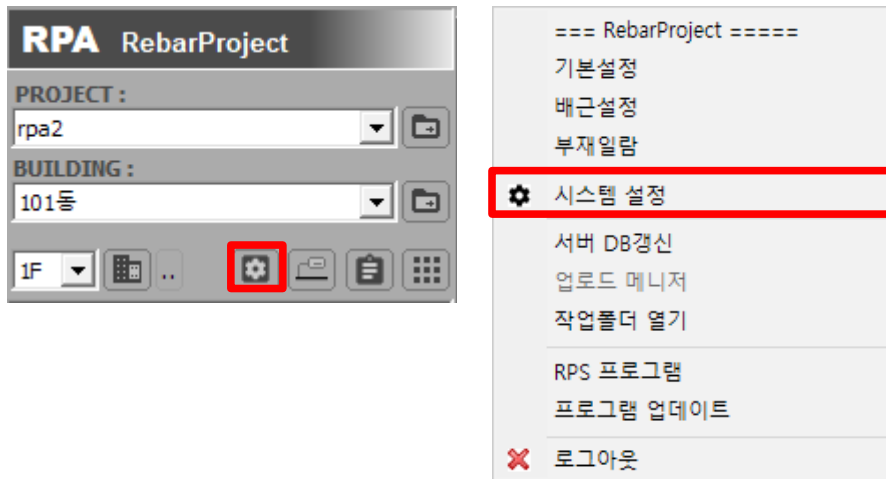 RPA RebarProject
PROJECT :
rpa2
BUILDING :
101동
1F ..
=== RebarProject =====
기본설정
배근설정
부재일람
시스템 설정
서버 DB갱신
업로드 메니저
작업폴더 열기
RPS 프로그램
프로그램 업데이트
로그아웃